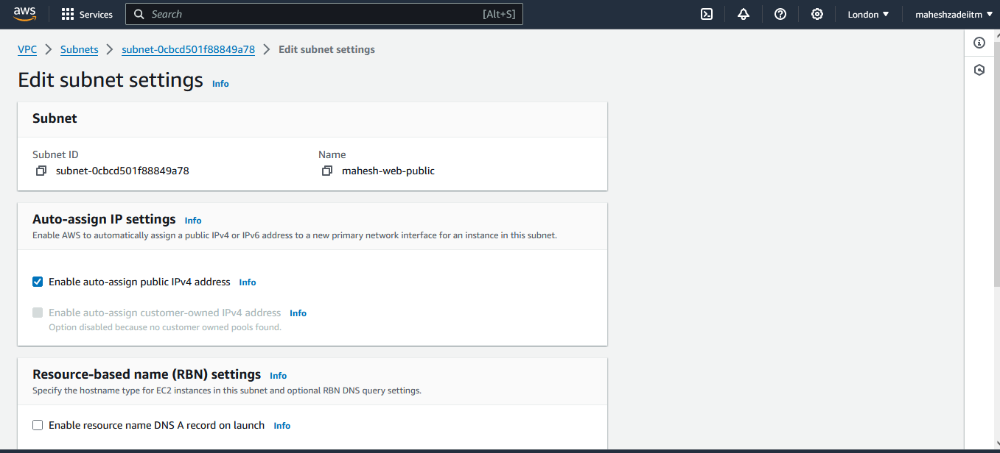 aws Services Search [Alt+S] London maheshzadeiitm
VPC Subnets subnet-0cbcd501f88849a78 Edit subnet settings
Edit subnet settings Info
Subnet
Subnet ID Name
subnet-0cbcd501f88849a78 mahesh-web-public
Auto-assign IP settings Info
Enable AWS to automatically assign a public IPv4 or IPv6 address to a new primary network interface for an instance in this subnet.
Enable auto-assign public IPv4 address Info
Enable auto-assign customer-owned IPv4 address Info
Option disabled because no customer owned pools found.
Resource-based name (RBN) settings Info
Specify the hostname type for EC2 instances in this subnet and optional RBN DNS query settings.
Enable resource name DNS A record on launch Info